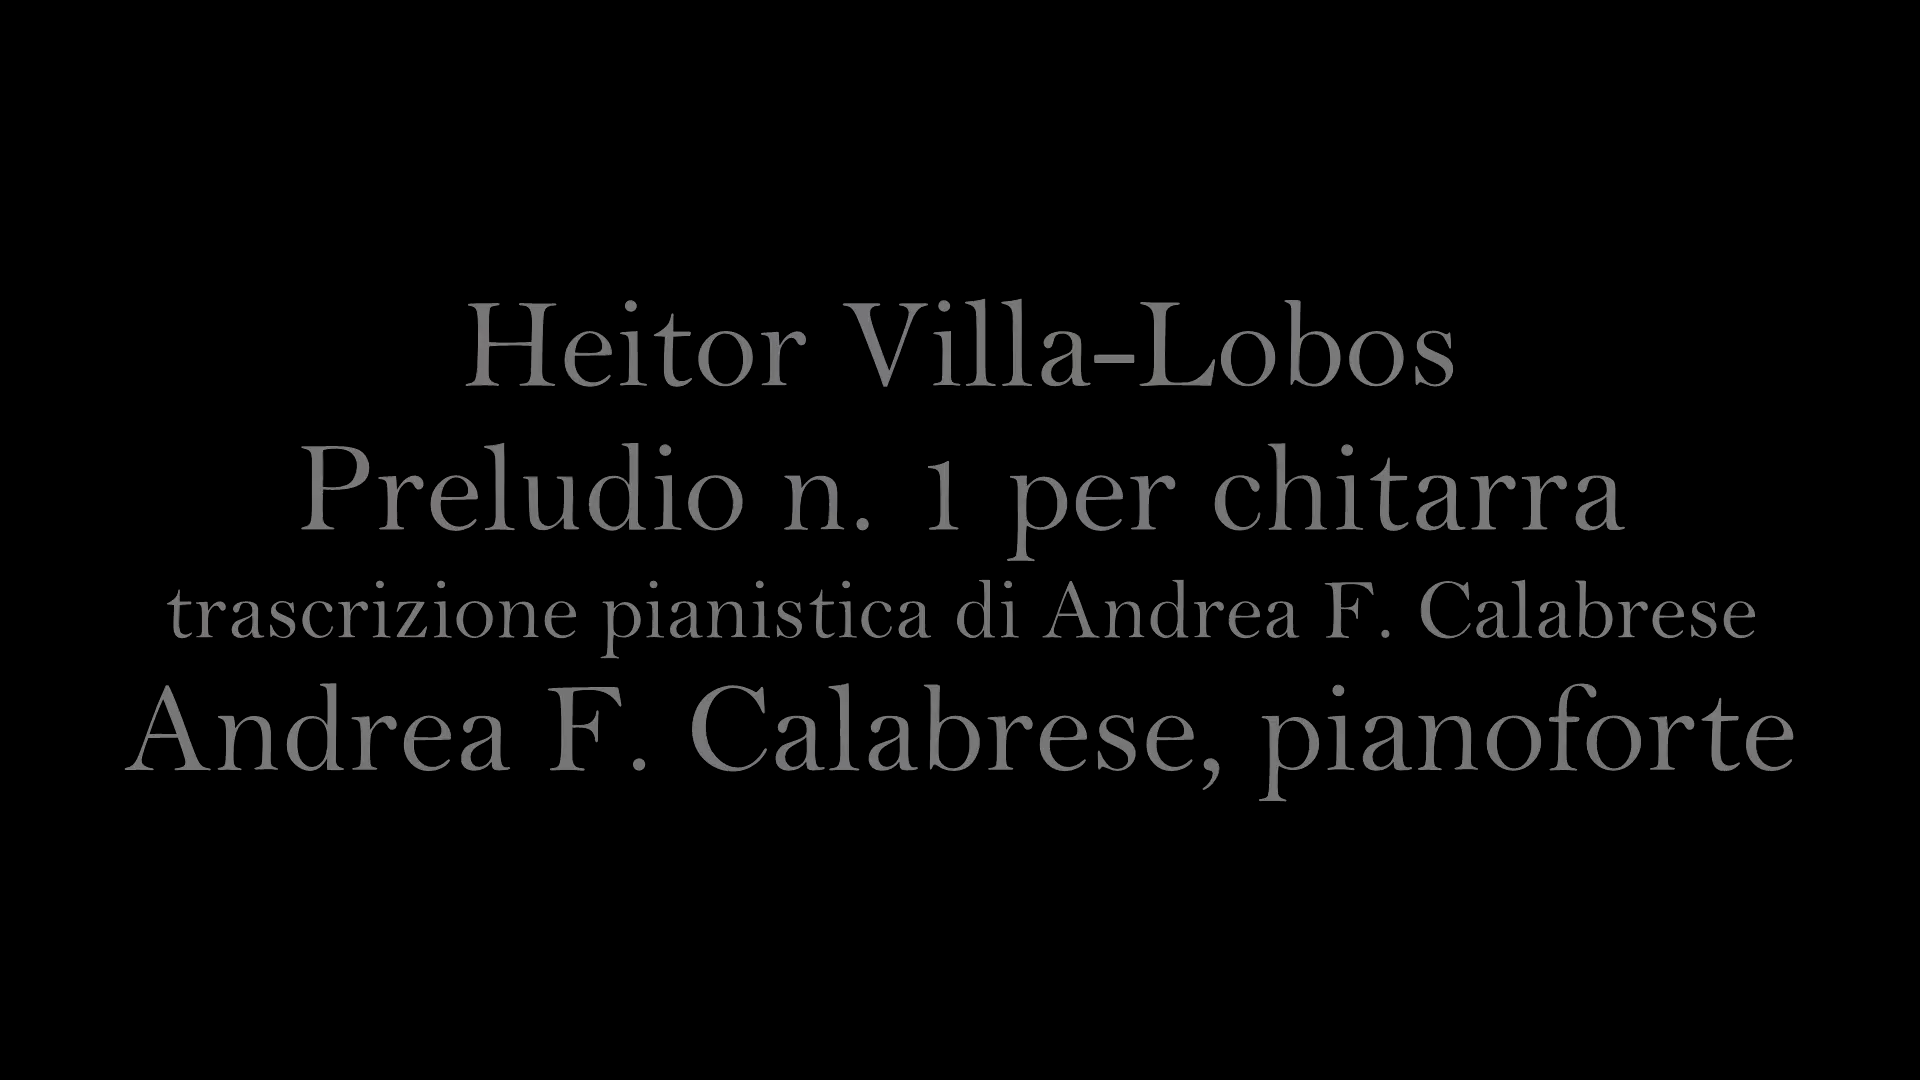 Heitor Villa-Lobos
Preludio n. 1 per chitarra
trascrizione pianistica di Andrea F. Calabrese
Andrea F. Calabrese, pianoforte